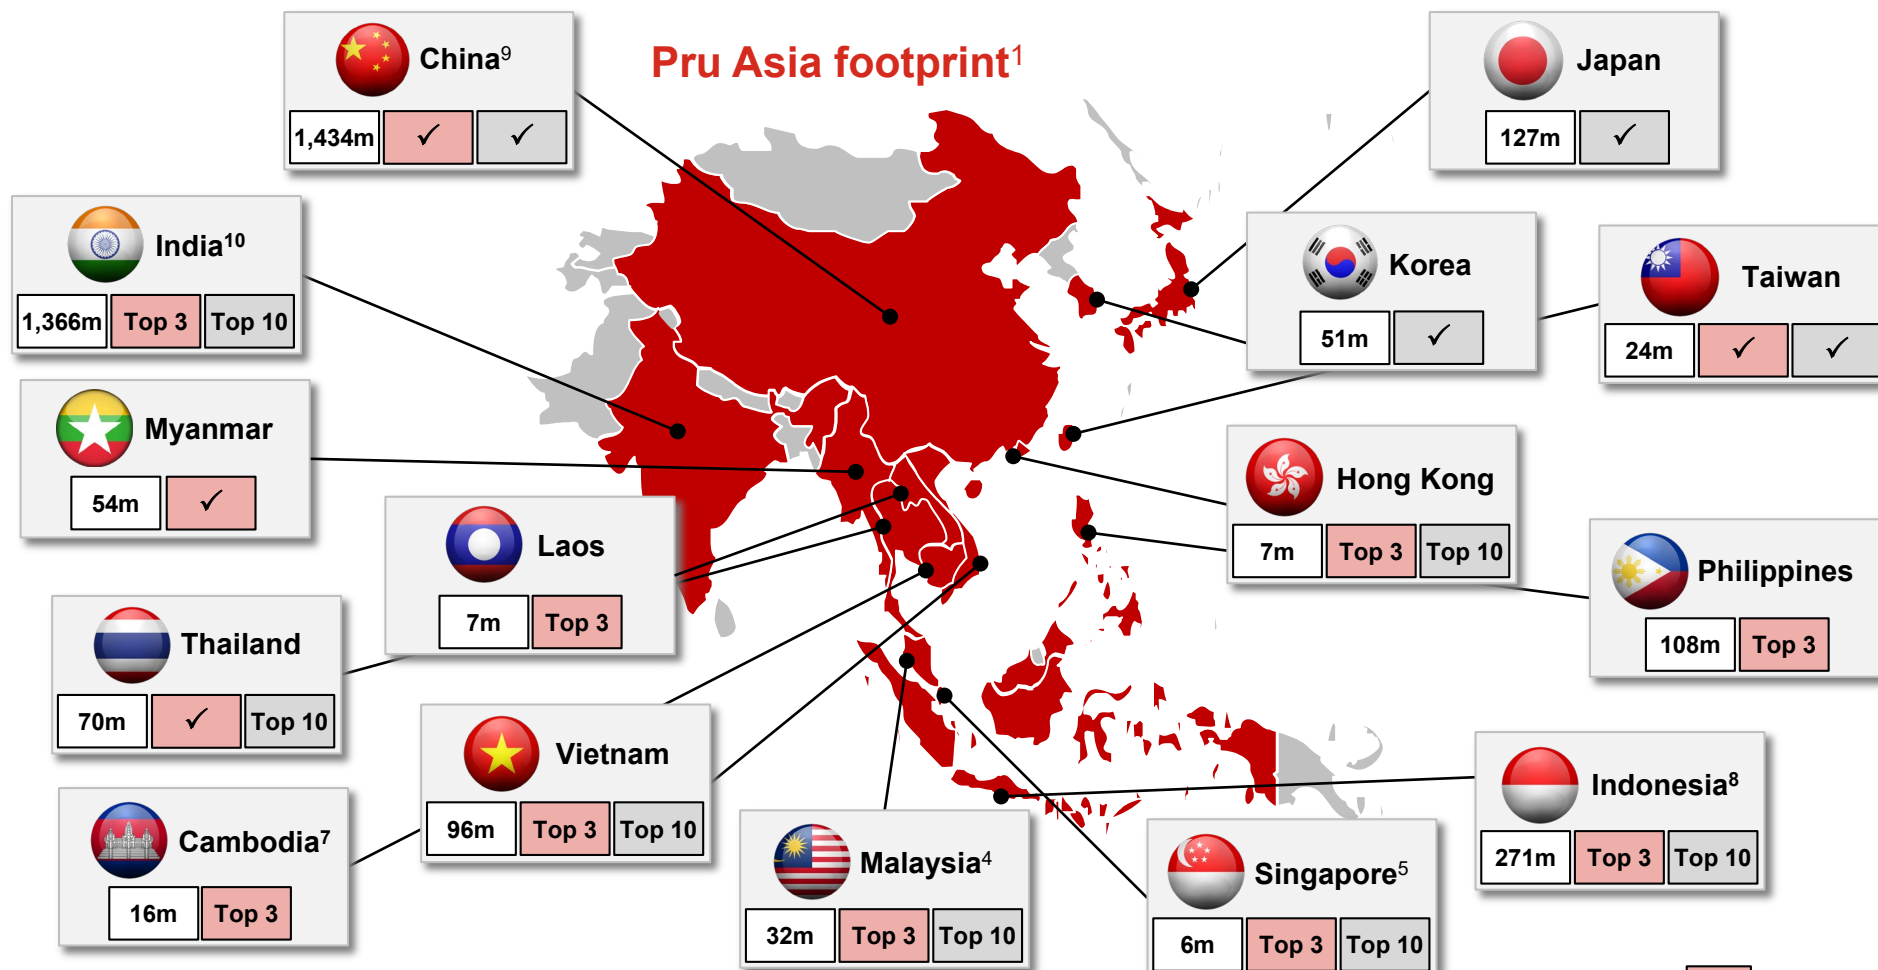 Pru Asia footprint1
China9
1,434m ✓ ✓
Japan
127m ✓
India10
1,366m Top 3 Top 10
Korea
51m ✓
Taiwan
24m ✓ ✓
Myanmar
54m ✓
Hong Kong
7m Top 3 Top 10
Laos
7m Top 3
Philippines
108m Top 3
Thailand
70m ✓ Top 10
Vietnam
96m Top 3 Top 10
Indonesia8
271m Top 3 Top 10
Cambodia7
16m Top 3
Malaysia4
32m Top 3 Top 10
Singapore5
6m Top 3 Top 10